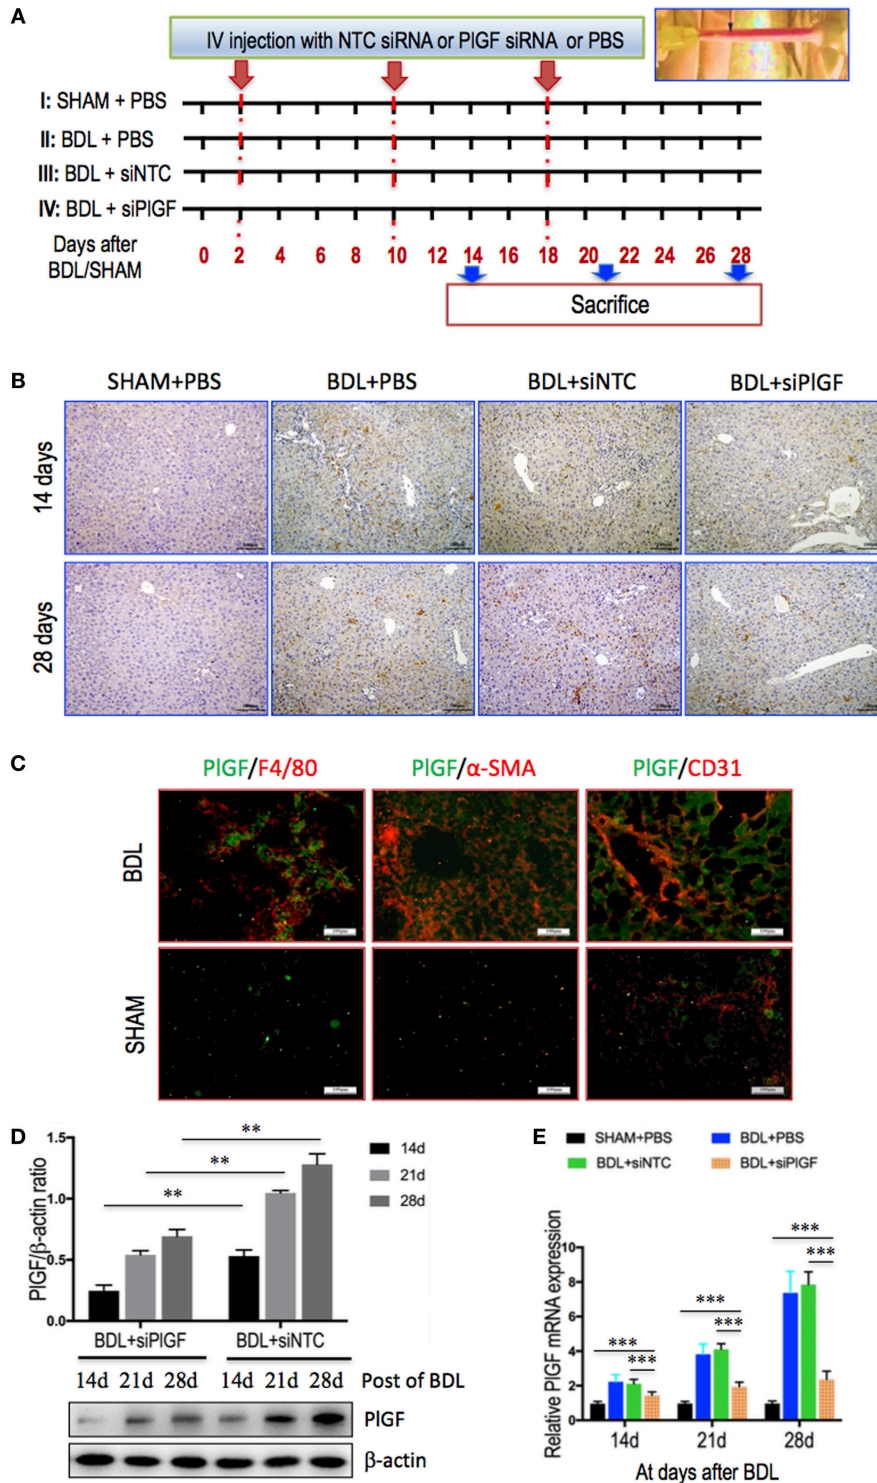 A
IV injection with NTC siRNA or PlGF siRNA or PBS
I: SHAM + PBS
II: BDL + PBS
III: BDL + siNTC
IV: BDL + siPlGF
Days after
BDL/SHAM
0 2 4 6 8 10 12 14 16 18 20 22 24 26 28
Sacrifice
B
SHAM+PBS BDL+PBS BDL+siNTC BDL+siPlGF
14 days
28 days
C
PlGF/F4/80 PlGF/α-SMA PlGF/CD31
BDL
SHAM
D
PlGF/β-actin ratio
1.5
1.0
0.5
0.0
** ** **
14d
21d
28d
BDL+siPlGF BDL+siNTC
14d 21d 28d 14d 21d 28d Post of BDL
PlGF
β-actin
E
SHAM+PBS BDL+PBS
BDL+siNTC BDL+siPlGF
Relative PlGF mRNA expression
10
8
6
4
2
0
*** *** *** *** *** ***
14d 21d 28d
At days after BDL